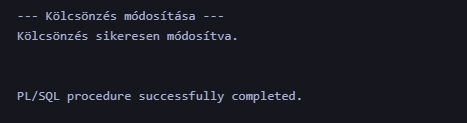 --- Kölcsönzés módosítása ---
Kölcsönzés sikeresen módosítva.
PL/SQL procedure successfully completed.